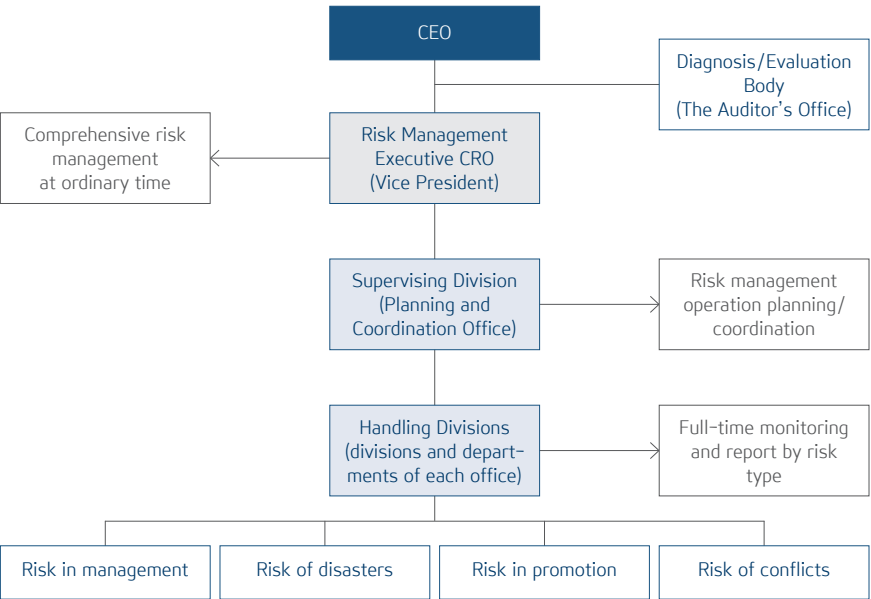 CEO
Diagnosis/Evaluation
Body
(The Auditor's Office)
Comprehensive risk
management
at ordinary time
Risk Management
Executive CRO
(Vice President)
Supervising Division
(Planning and
Coordination Office)
Risk management
operation planning/
coordination
Handling Divisions
(divisions and depart-
ments of each office)
Full-time monitoring
and report by risk
type
Risk in management
Risk of disasters
Risk in promotion
Risk of conflicts